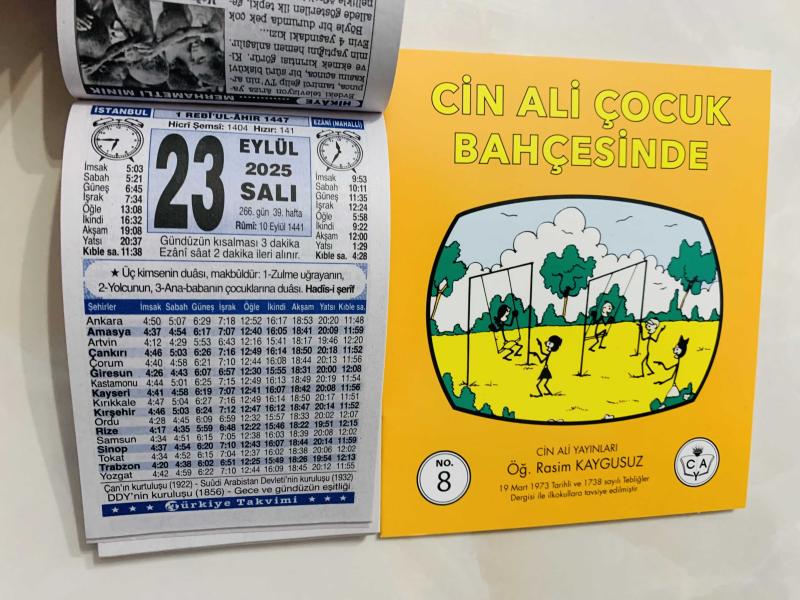 HİKÂYE
MERHAMETLİ MİNİK
İSTANBUL
1 REBÎ'UL-ÂHIR 1447
EZÂNÎ (MAHALLİ)
Hicrî Şemsî: 1404 Hızır: 141
23
EYLÜL
2025
SALI
266. gün 39. hafta
Rûmî: 10 Eylül 1441
İmsak 5:03
Sabah 5:21
Güneş 6:45
İşrak 7:34
Öğle 13:08
İkindi 16:32
Akşam 19:08
Yatsı 20:37
Kıble sa. 11:38
İmsak 9:53
Sabah 10:11
Güneş 11:35
İşrak 12:24
Öğle 5:58
İkindi 9:22
Akşam 12:00
Yatsı 1:29
Kıble sa. 4:28
Gündüzün kısalması 3 dakika
Ezânî sâat 2 dakika ileri alınır.
★ Üç kimsenin duâsı, makbûldür: 1-Zulme uğrayanın,
2-Yolcunun, 3-Ana-babanın çocuklarına duâsı. Hadîs-i şerîf
Şehirler İmsak Sabah Güneş İşrak Öğle İkindi Akşam Yatsı Kıble sa.
Ankara 4:50 5:07 6:29 7:18 12:52 16:17 18:53 20:20 11:48
Amasya 4:37 4:54 6:17 7:07 12:40 16:05 18:41 20:09 11:59
Artvin 4:12 4:29 5:53 6:43 12:16 15:41 18:17 19:46 12:20
Çankırı 4:46 5:03 6:26 7:16 12:49 16:14 18:50 20:18 11:52
Çorum 4:40 4:58 6:21 7:10 12:44 16:08 18:44 20:13 11:56
Giresun 4:26 4:43 6:07 6:57 12:30 15:55 18:31 20:00 12:08
Kastamonu 4:44 5:01 6:25 7:15 12:49 16:13 18:49 20:19 11:54
Kayseri 4:41 4:58 6:19 7:07 12:41 16:07 18:42 20:08 11:56
Kırıkkale 4:47 5:04 6:27 7:16 12:49 16:14 18:50 20:17 11:51
Kırşehir 4:46 5:03 6:24 7:12 12:47 16:12 18:47 20:14 11:52
Ordu 4:28 4:45 6:09 6:59 12:32 15:57 18:33 20:02 12:07
Rize 4:17 4:35 5:59 6:48 12:22 15:46 18:22 19:51 12:15
Samsun 4:34 4:51 6:15 7:05 12:38 16:03 18:39 20:08 12:02
Sinop 4:37 4:54 6:20 7:10 12:43 16:07 18:44 20:14 11:59
Tokat 4:34 4:52 6:15 7:04 12:37 16:02 18:38 20:06 12:02
Trabzon 4:20 4:38 6:02 6:51 12:25 15:49 18:26 19:54 12:13
Yozgat 4:42 4:59 6:22 7:10 12:44 16:09 18:45 20:12 11:55
Çan'ın kurtuluşu (1922) - Suûdi Arabistan Devleti'nin kuruluşu (1932)
DDY'nin kuruluşu (1856) - Gece ve gündüzün eşitliği
★ ★ ★ Türkiye Takvimi ★ ★ ★
CİN ALİ ÇOCUK
BAHÇESİNDE
CİN ALİ YAYINLARI
Öğ. Rasim KAYGUSUZ
19 Mart 1973 Tarihli ve 1738 sayılı Tebliğler
Dergisi ile ilkokullara tavsiye edilmiştir
NO.
8
C A
Y